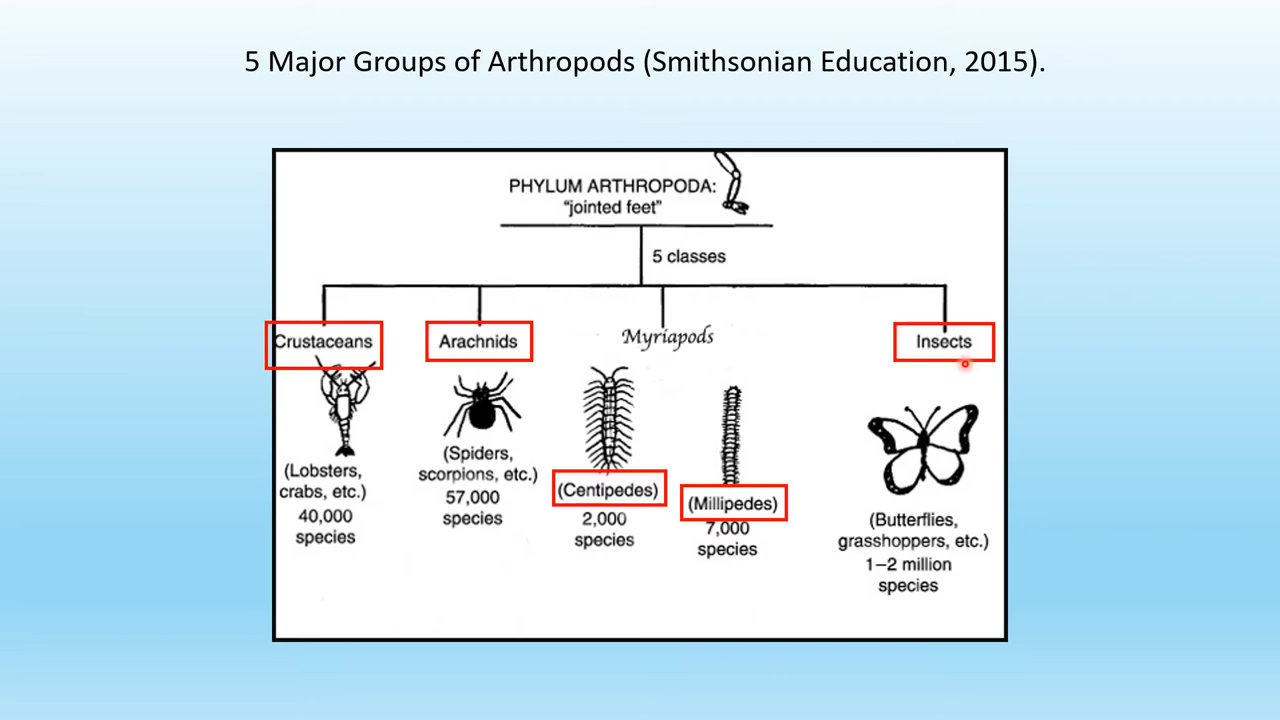 5 Major Groups of Arthropods (Smithsonian Education, 2015).
PHYLUM ARTHROPODA:
“jointed feet”
5 classes
Crustaceans
(Lobsters,
crabs, etc.)
40,000
species
Arachnids
(Spiders,
scorpions, etc.)
57,000
species
Myriapods
(Centipedes)
2,000
species
(Millipedes)
7,000
species
Insects
(Butterflies,
grasshoppers, etc.)
1–2 million
species